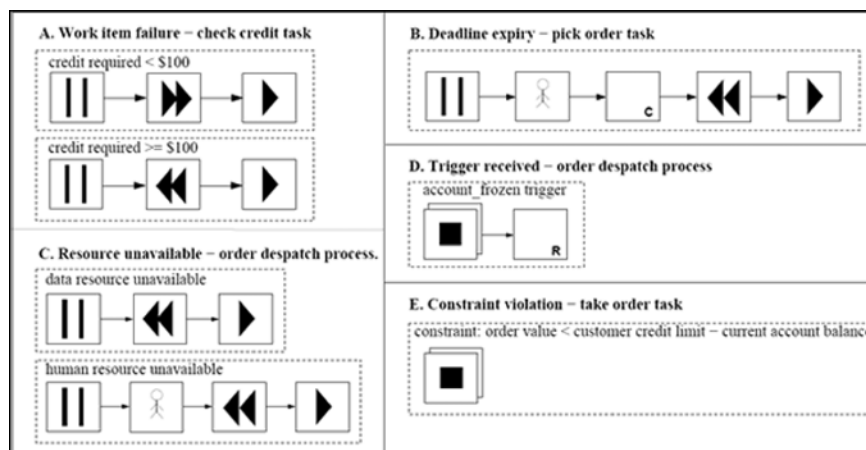 A. Work item failure − check credit task
credit required < $100
credit required >= $100
C. Resource unavailable − order despatch process.
data resource unavailable
human resource unavailable
B. Deadline expiry − pick order task
C
D. Trigger received − order despatch process
account_frozen trigger
R
E. Constraint violation − take order task
constraint: order value < customer credit limit − current account balance